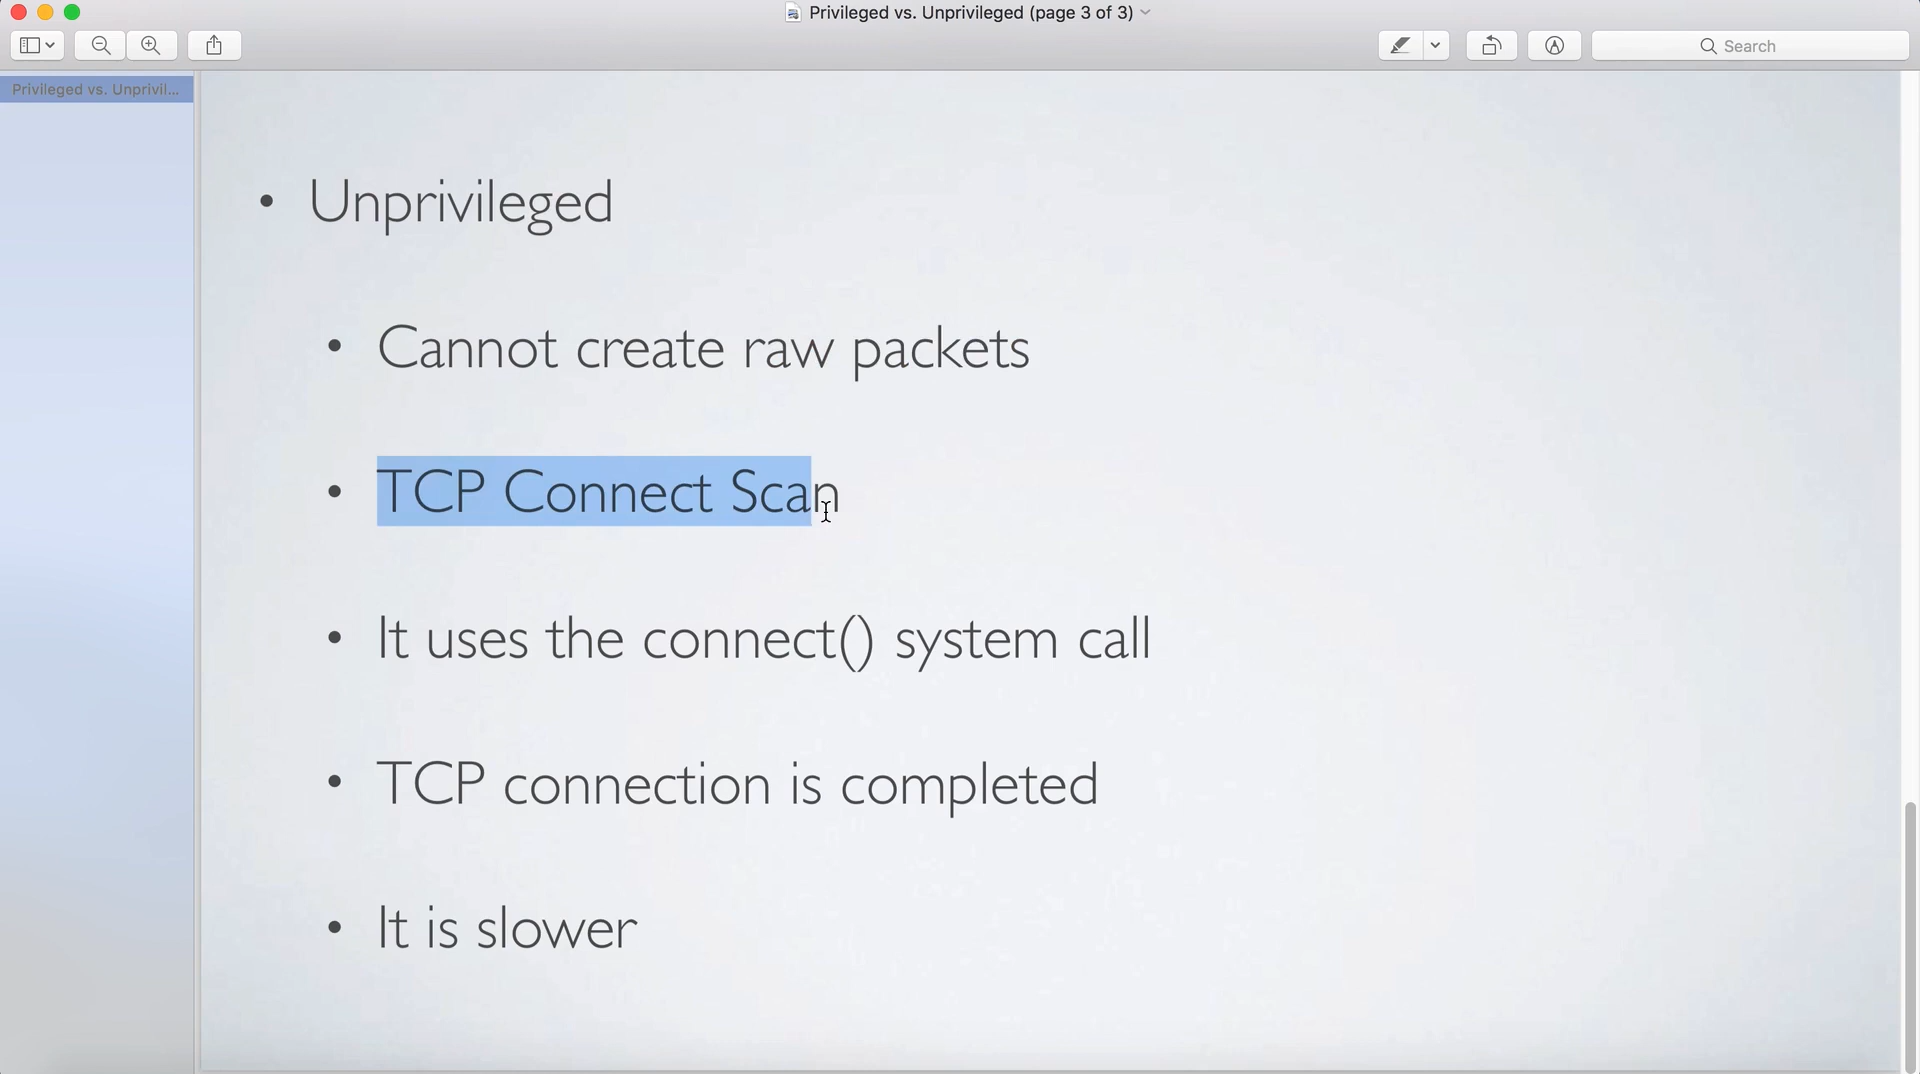 Privileged vs. Unprivileged (page 3 of 3)
Search
Privileged vs. Unprivil...
• Unprivileged
• Cannot create raw packets
• TCP Connect Scan
• It uses the connect() system call
• TCP connection is completed
• It is slower